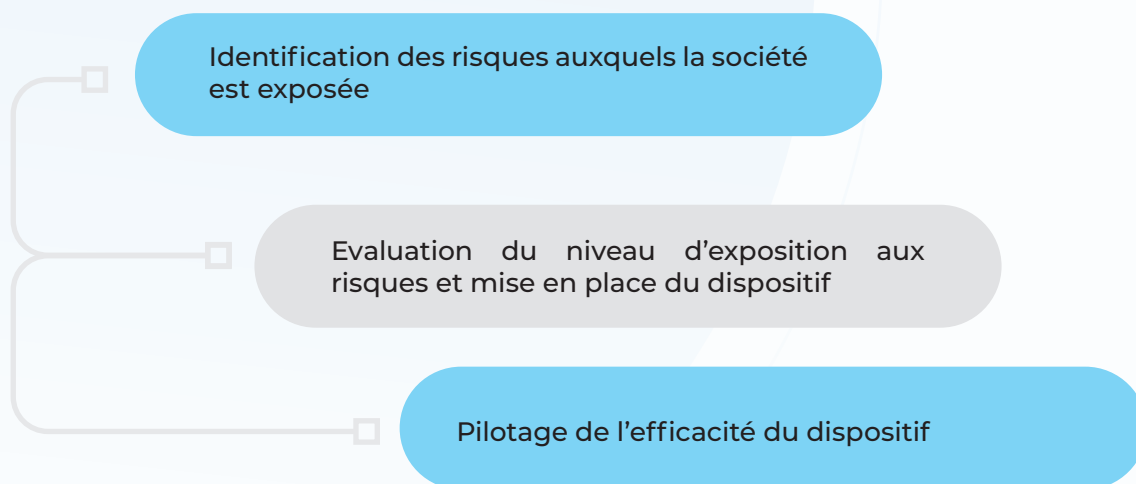 Identification des risques auxquels la société
est exposée
Evaluation du niveau d’exposition aux
risques et mise en place du dispositif
Pilotage de l’efficacité du dispositif